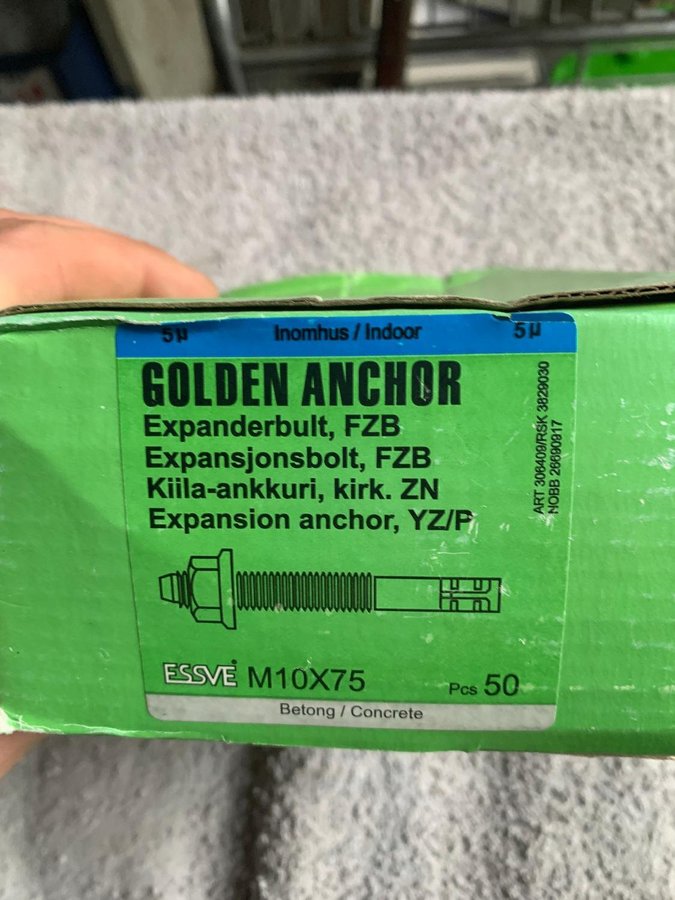 5µ Inomhus / Indoor 5µ
GOLDEN ANCHOR
Expanderbult, FZB
Expansjonsbolt, FZB
Kiila-ankkuri, kirk. ZN
Expansion anchor, YZ/P
ART 306409/RSK 3829030
NOBB 26690917
ESSVE M10X75 Pcs 50
Betong / Concrete